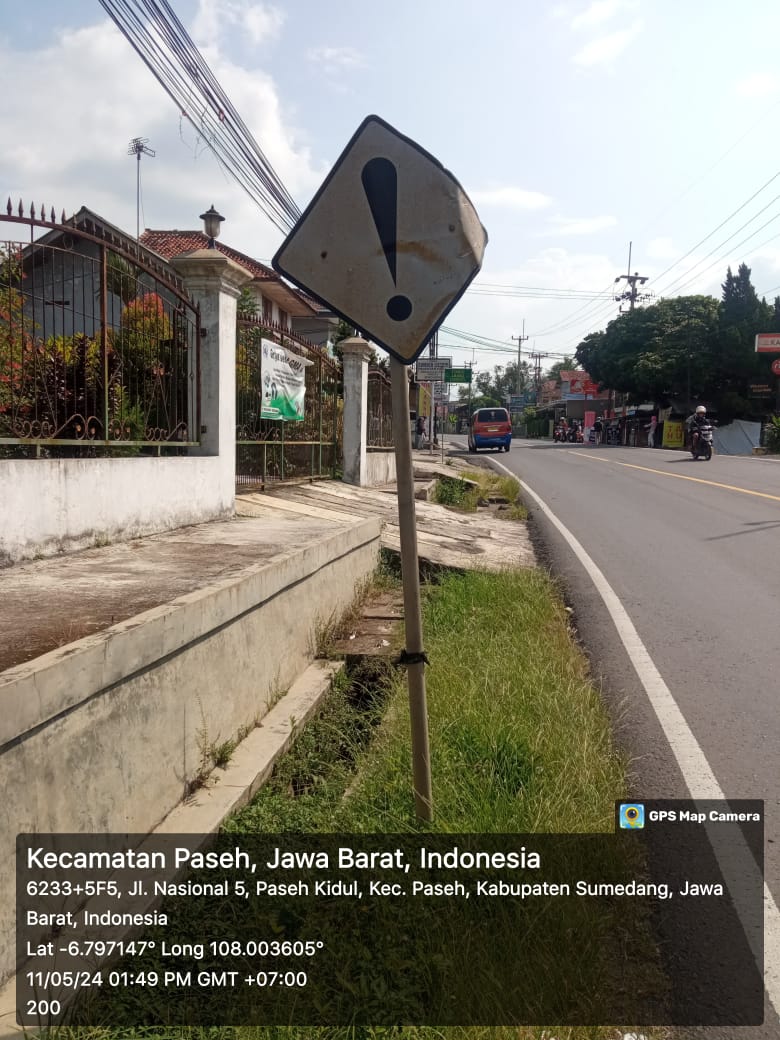 !
GPS Map Camera
Kecamatan Paseh, Jawa Barat, Indonesia
6233+5F5, Jl. Nasional 5, Paseh Kidul, Kec. Paseh, Kabupaten Sumedang, Jawa
Barat, Indonesia
Lat -6.797147° Long 108.003605°
11/05/24 01:49 PM GMT +07:00
200